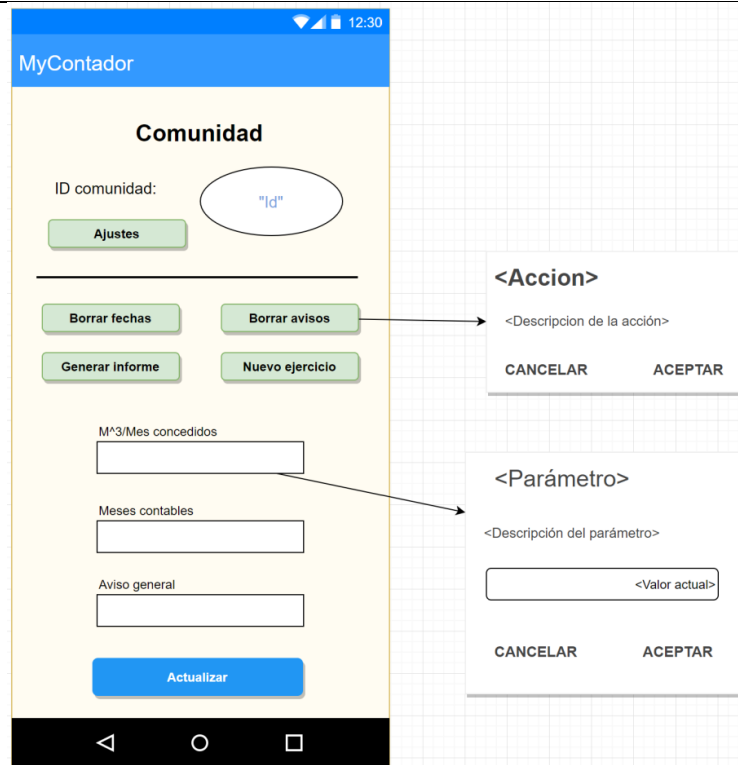 12:30
MyContador
Comunidad
ID comunidad:
"Id"
Ajustes
Borrar fechas
Borrar avisos
Generar informe
Nuevo ejercicio
M^3/Mes concedidos
Meses contables
Aviso general
Actualizar
<Accion>
<Descripcion de la acción>
CANCELAR ACEPTAR
<Parámetro>
<Descripción del parámetro>
<Valor actual>
CANCELAR ACEPTAR